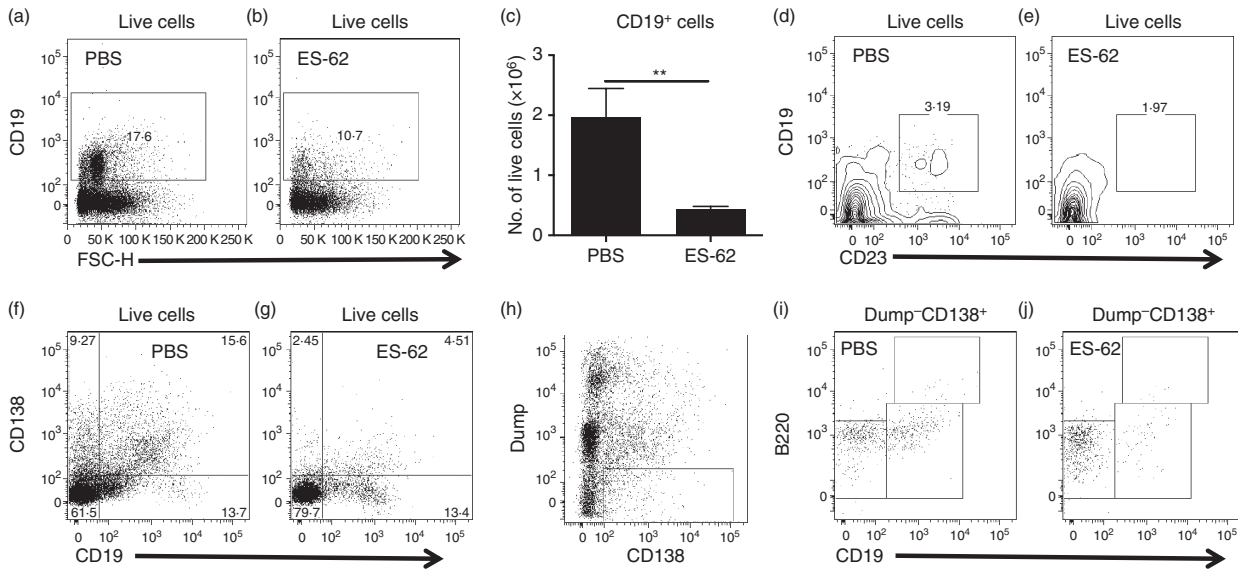 (a) Live cells
PBS
CD19
10⁵
10⁴
10³
10²
0
17·6
0 50 K 100 K 150 K 200 K 250 K
FSC-H
(b) Live cells
ES-62
10⁵
10⁴
10³
10²
0
10·7
0 50 K 100 K 150 K 200 K 250 K
(c) CD19⁺ cells
No. of live cells (×10⁶)
3
2
1
0
**
PBS ES-62
(d) Live cells
PBS
CD19
10⁵
10⁴
10³
10²
0
3·19
0 10² 10³ 10⁴ 10⁵
CD23
(e) Live cells
ES-62
10⁵
10⁴
10³
10²
0
1·97
0 10² 10³ 10⁴ 10⁵
(f) Live cells
9·27 PBS 15·6
CD138
10⁵
10⁴
10³
10²
0
61·5 13·7
0 10² 10³ 10⁴ 10⁵
CD19
(g) Live cells
2·45 ES-62 4·51
10⁵
10⁴
10³
10²
0
79·7 13·4
0 10² 10³ 10⁴ 10⁵
(h)
Dump
10⁵
10⁴
10³
10²
0
0 10² 10³ 10⁴ 10⁵
CD138
(i) Dump⁻CD138⁺
PBS
B220
10⁵
10⁴
10³
0
0 10² 10³ 10⁴ 10⁵
CD19
(j) Dump⁻CD138⁺
ES-62
10⁵
10⁴
10³
0
0 10² 10³ 10⁴ 10⁵